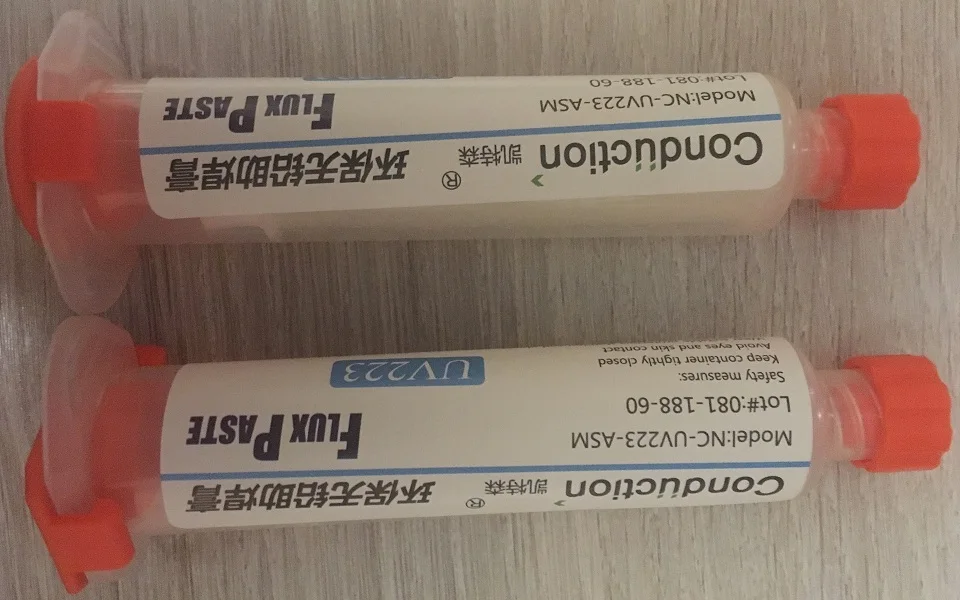 Conduction 凯特森 ® 环保无铅助焊膏
Model:NC-UV223-ASM
FLUX PASTE
Lot#:081-188-60
Conduction 凯特森 ® 环保无铅助焊膏
Model:NC-UV223-ASM
FLUX PASTE
Lot#:081-188-60
Safety measures:
UV223
Keep container tightly closed
Avoid eyes and skin contact